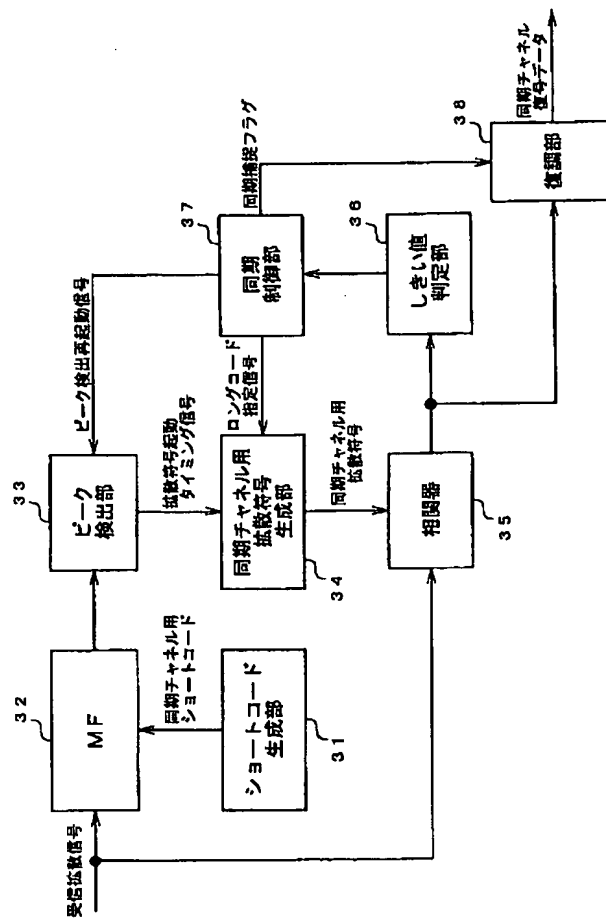 受信拡散信号
32
MF
同期チャネル用
ショートコード
ショートコード
生成部
31
33
ピーク
検出部
ピーク検出再起動信号
拡散符号起動
タイミング信号
同期チャネル用
拡散符号
生成部
34
ロングコード
指定信号
37
同期
制御部
同期捕捉フラグ
同期チャネル用
拡散符号
相関器
35
36
しきい値
判定部
38
復調部
同期チャネル
復号データ